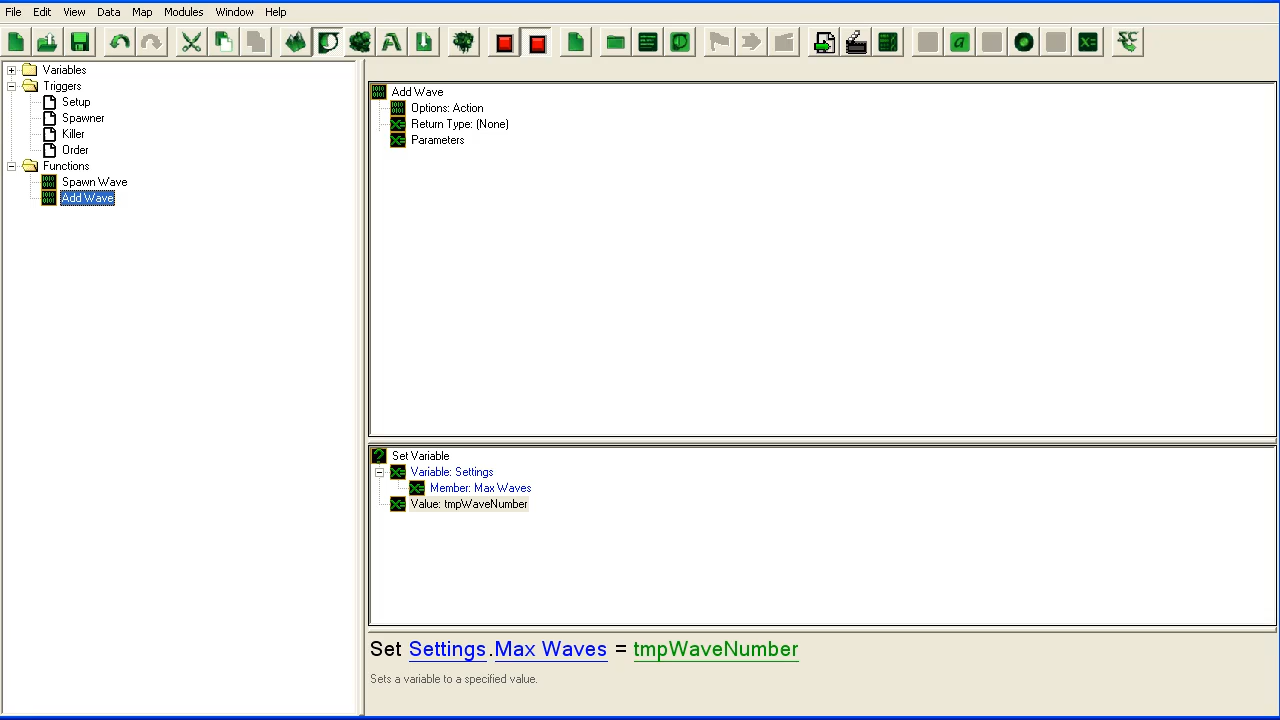 File Edit View Data Map Modules Window Help
Variables
Triggers
Setup
Spawner
Killer
Order
Functions
Spawn Wave
Add Wave
Add Wave
Options: Action
Return Type: (None)
Parameters
Set Variable
Variable: Settings
Member: Max Waves
Value: tmpWaveNumber
Set Settings.Max Waves = tmpWaveNumber
Sets a variable to a specified value.